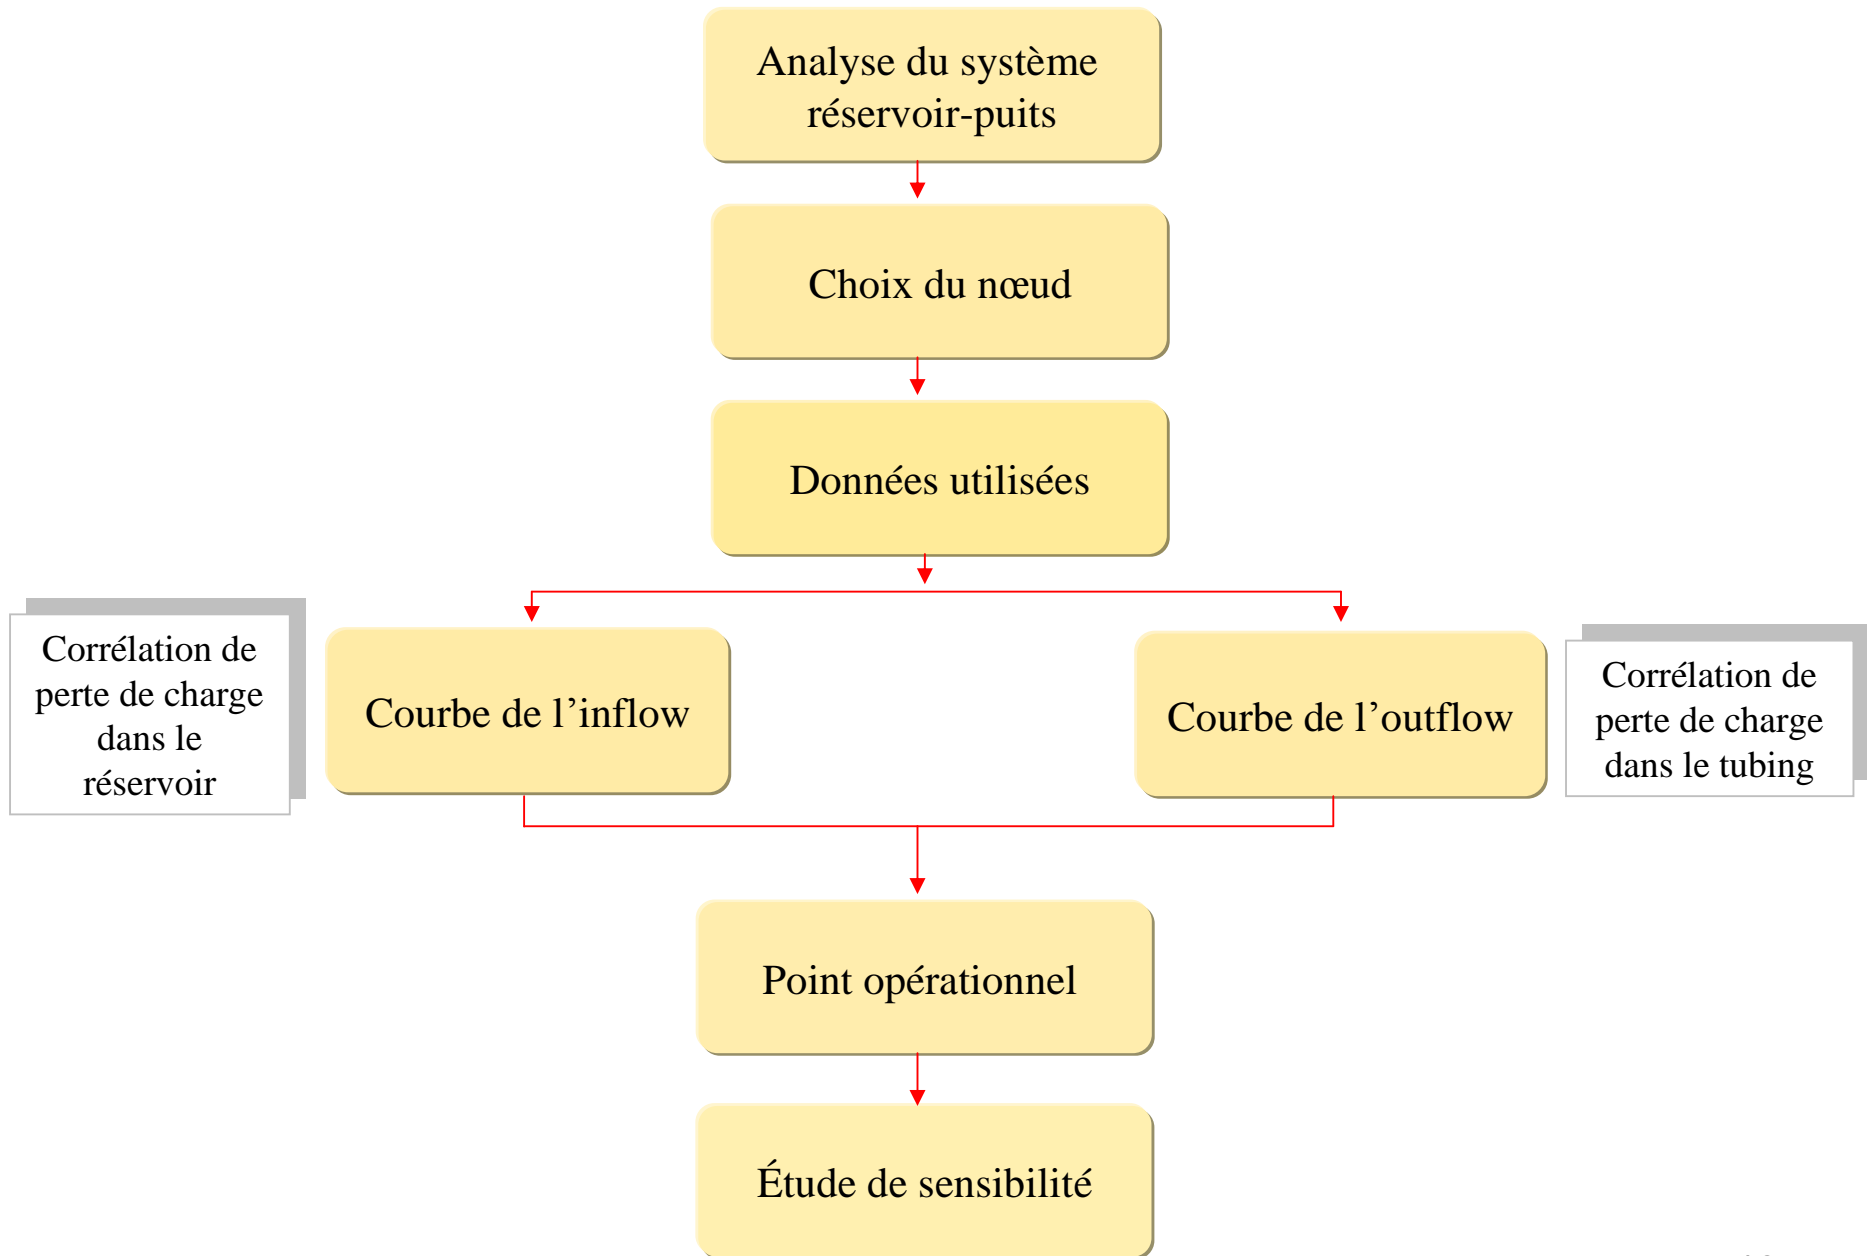 Analyse du système
réservoir-puits
Choix du nœud
Données utilisées
Corrélation de
perte de charge
dans le
réservoir
Courbe de l’inflow
Courbe de l’outflow
Corrélation de
perte de charge
dans le tubing
Point opérationnel
Étude de sensibilité